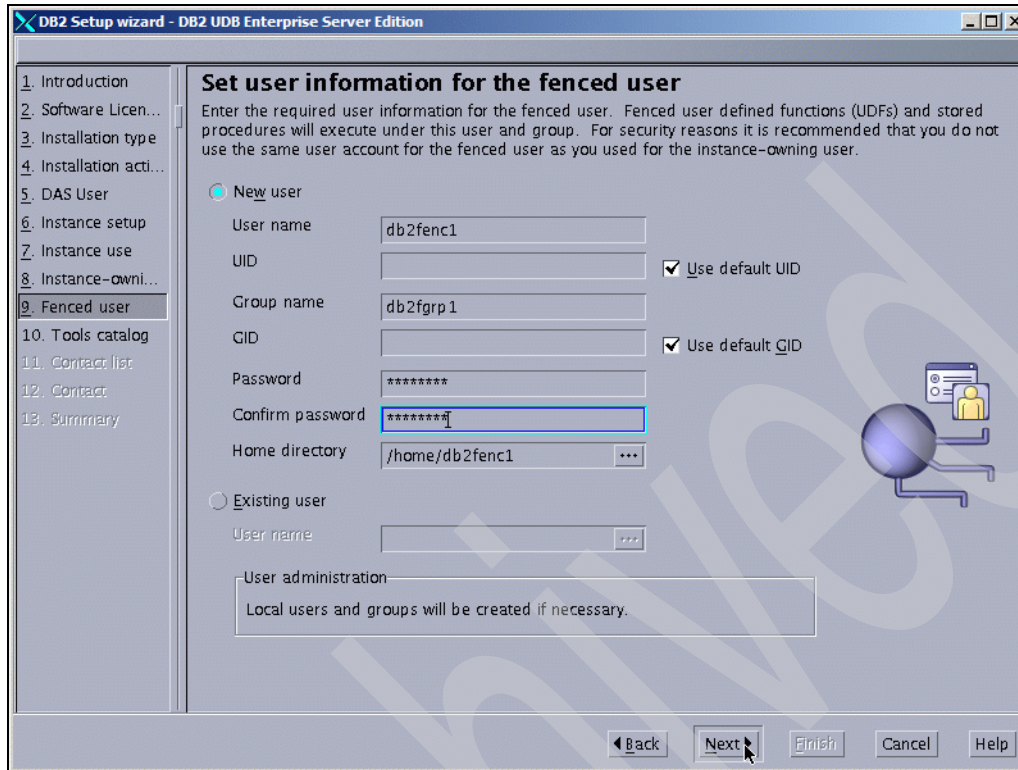 DB2 Setup wizard - DB2 UDB Enterprise Server Edition
1. Introduction
2. Software Licen...
3. Installation type
4. Installation acti...
5. DAS User
6. Instance setup
7. Instance use
8. Instance-owni...
9. Fenced user
10. Tools catalog
11. Contact list
12. Contact
13. Summary
Set user information for the fenced user
Enter the required user information for the fenced user. Fenced user defined functions (UDFs) and stored
procedures will execute under this user and group. For security reasons it is recommended that you do not
use the same user account for the fenced user as you used for the instance-owning user.
New user
User name db2fenc1
UID Use default UID
Group name db2fgrp1
GID Use default GID
Password ********
Confirm password ********
Home directory /home/db2fenc1 ...
Existing user
User name ...
User administration
Local users and groups will be created if necessary.
Back Next Finish Cancel Help
hived